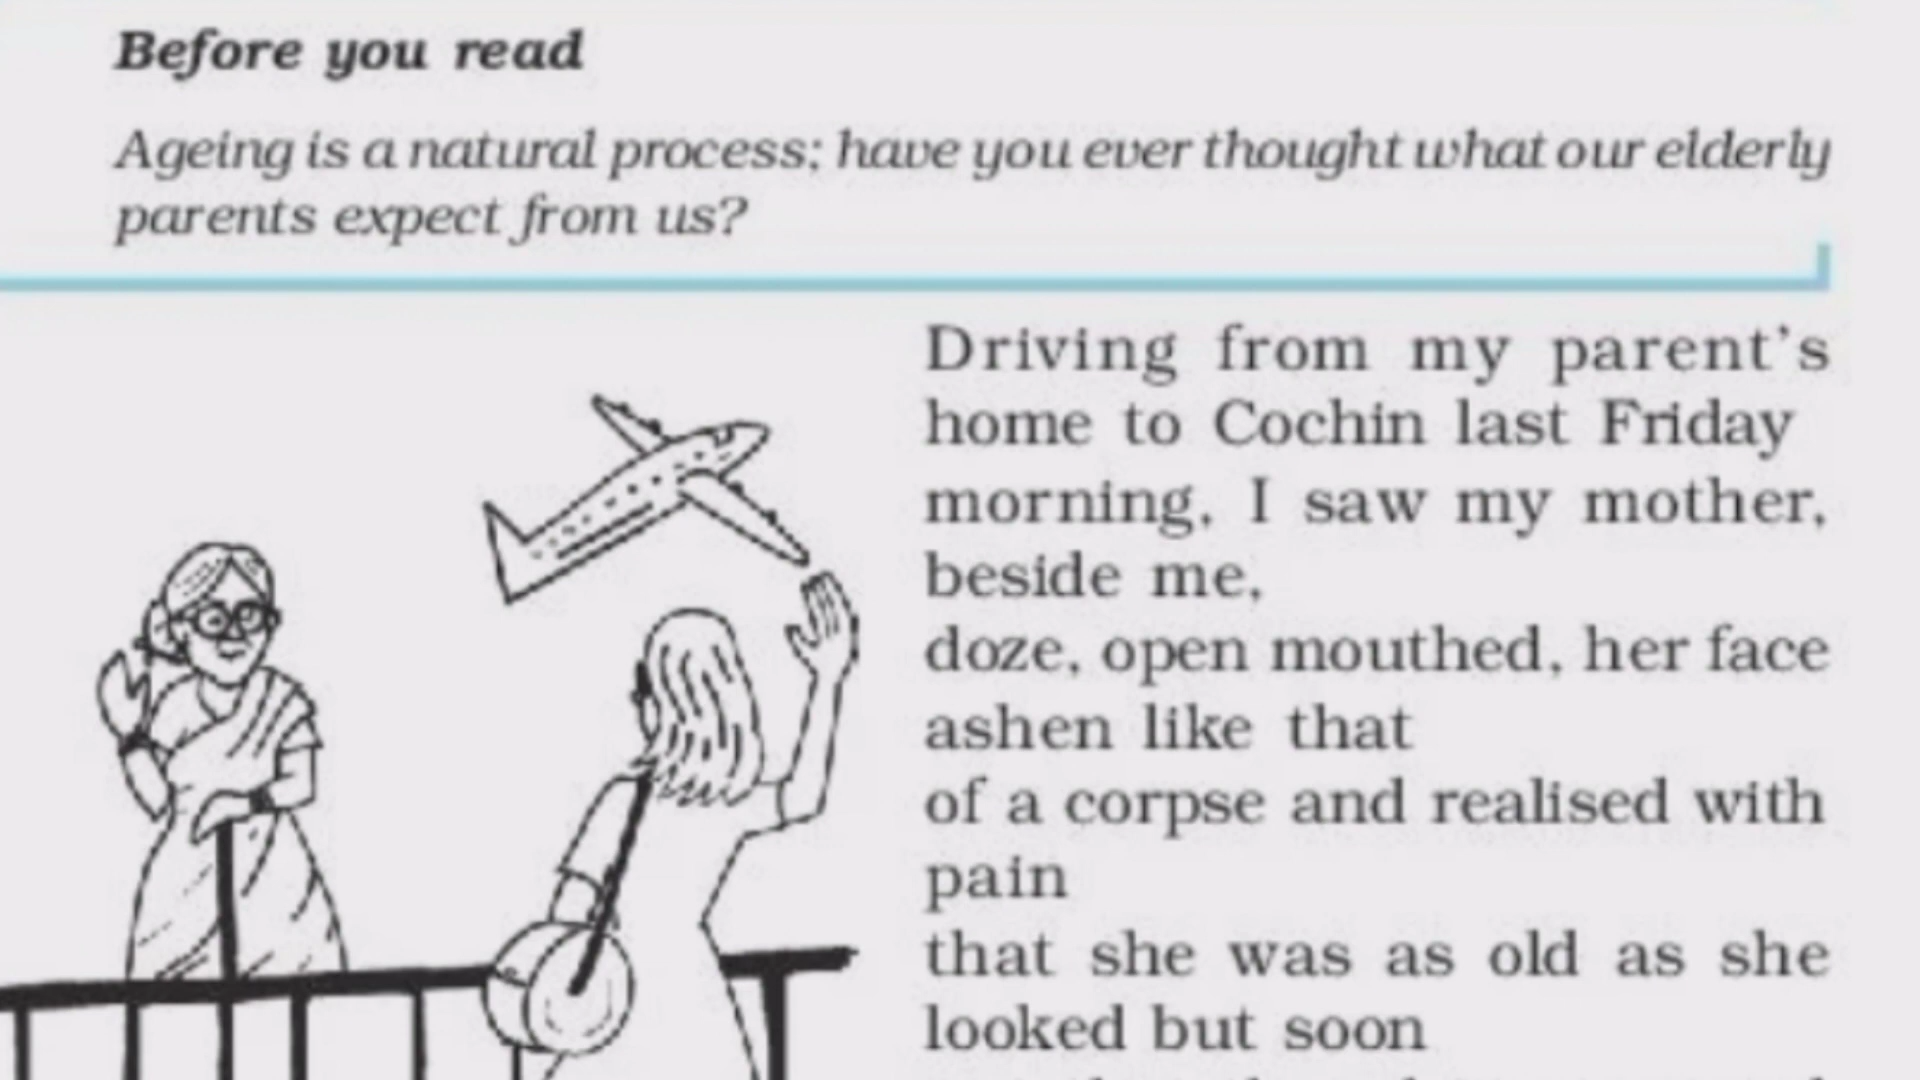 Before you read
Ageing is a natural process; have you ever thought what our elderly
parents expect from us?
Driving from my parent's
home to Cochin last Friday
morning, I saw my mother,
beside me,
doze, open mouthed, her face
ashen like that
of a corpse and realised with
pain
that she was as old as she
looked but soon